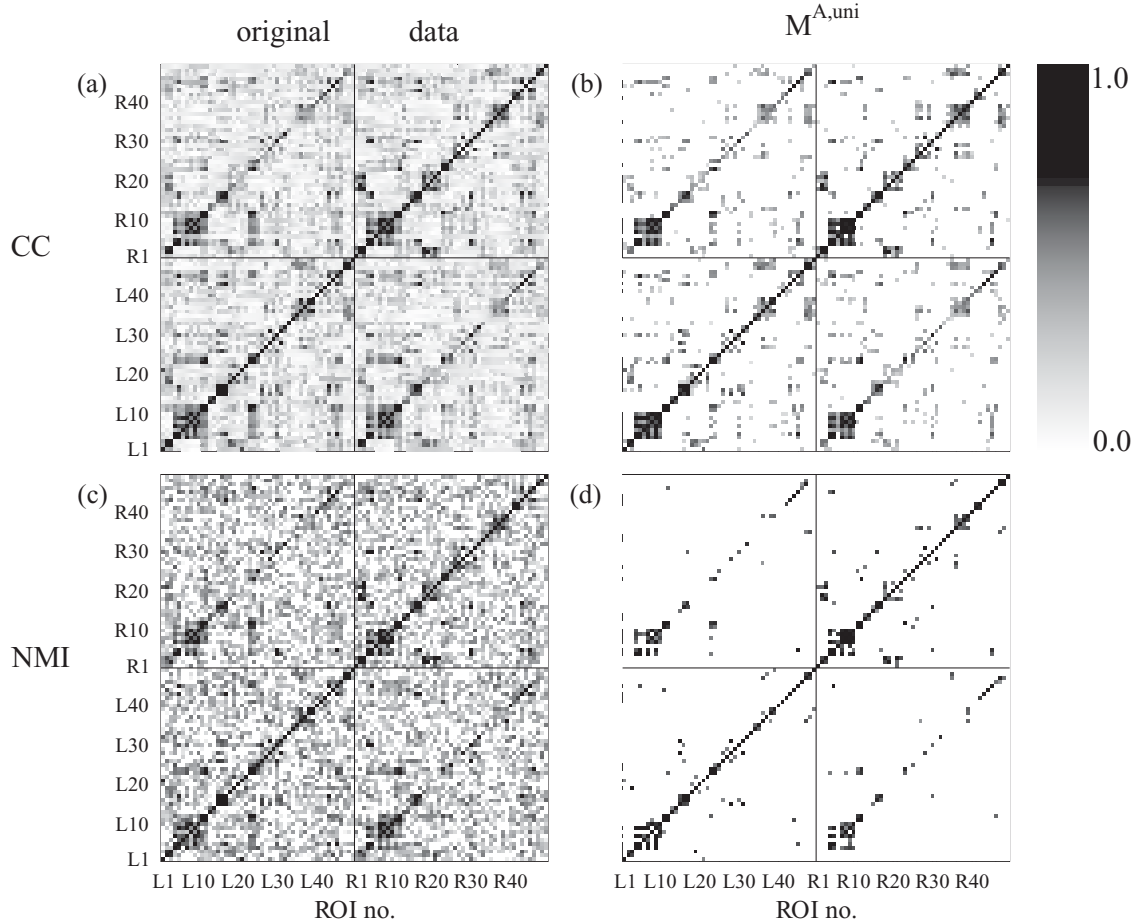 original data
M^A,uni
(a)
(b)
1.0
0.0
CC
R40
R30
R20
R10
R1
L40
L30
L20
L10
L1
(c)
(d)
NMI
R40
R30
R20
R10
R1
L40
L30
L20
L10
L1
L1 L10 L20 L30 L40 R1 R10 R20 R30 R40
L1 L10 L20 L30 L40 R1 R10 R20 R30 R40
ROI no.
ROI no.